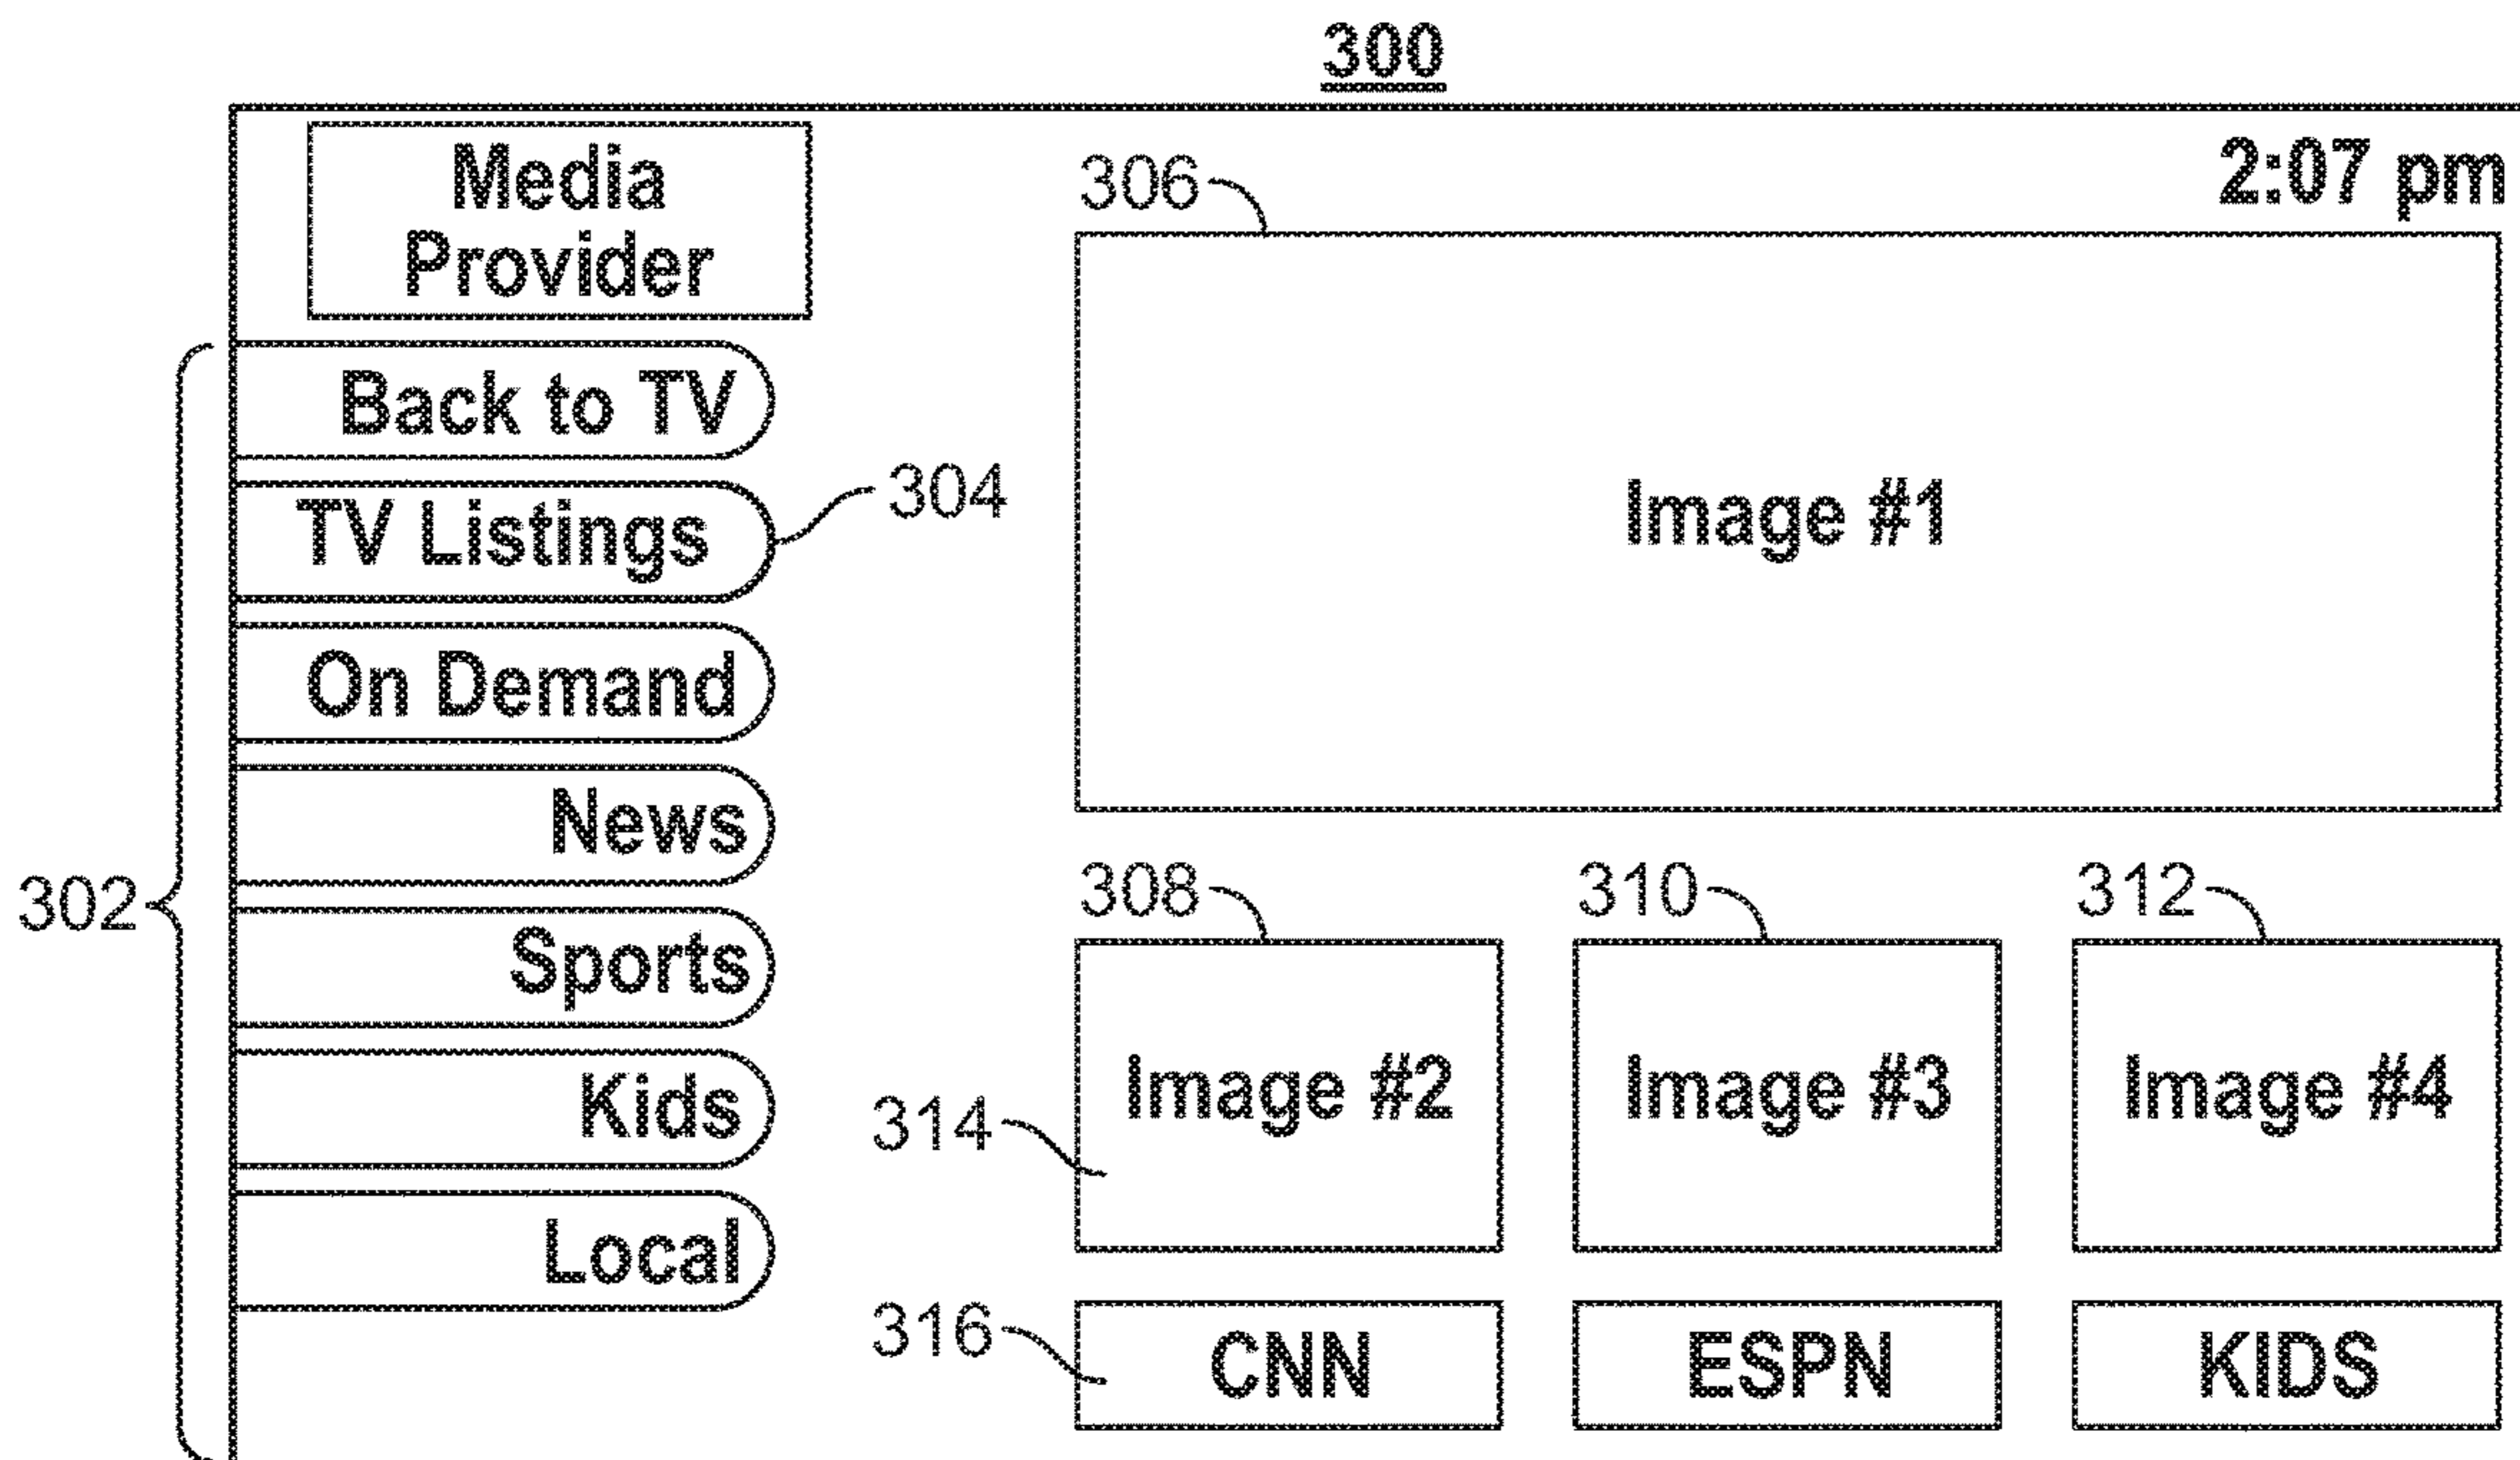 300
Media
Provider
2:07 pm
306
Back to TV
304
TV Listings
Image #1
On Demand
News
302
308
310
312
Sports
Image #2
Image #3
Image #4
314
Kids
Local
316
CNN
ESPN
KIDS